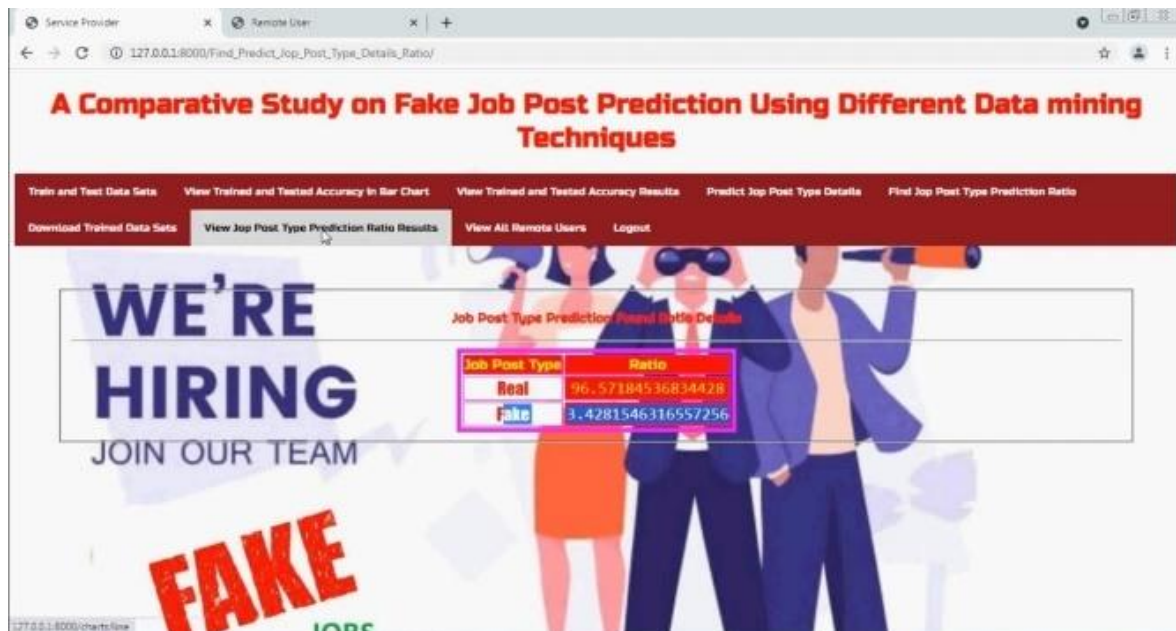 Service Provider
Remote User
127.0.0.1:8000/Find_Predict_Jop_Post_Type_Details_Ratio/
A Comparative Study on Fake Job Post Prediction Using Different Data mining
Techniques
Train and Test Data Sets View Trained and Tested Accuracy in Bar Chart View Trained and Tested Accuracy Results Predict Jop Post Type Details Find Jop Post Type Prediction Ratio
Download Trained Data Sets View Jop Post Type Prediction Ratio Results View All Remote Users Logout
WE'RE
HIRING
JOIN OUR TEAM
Job Post Type Prediction Found Ratio Details
Job Post Type Ratio
Real 96.57184536834428
Fake 3.4281546316557256
FAKE
JOBS
127.0.0.1:8000/charts/line